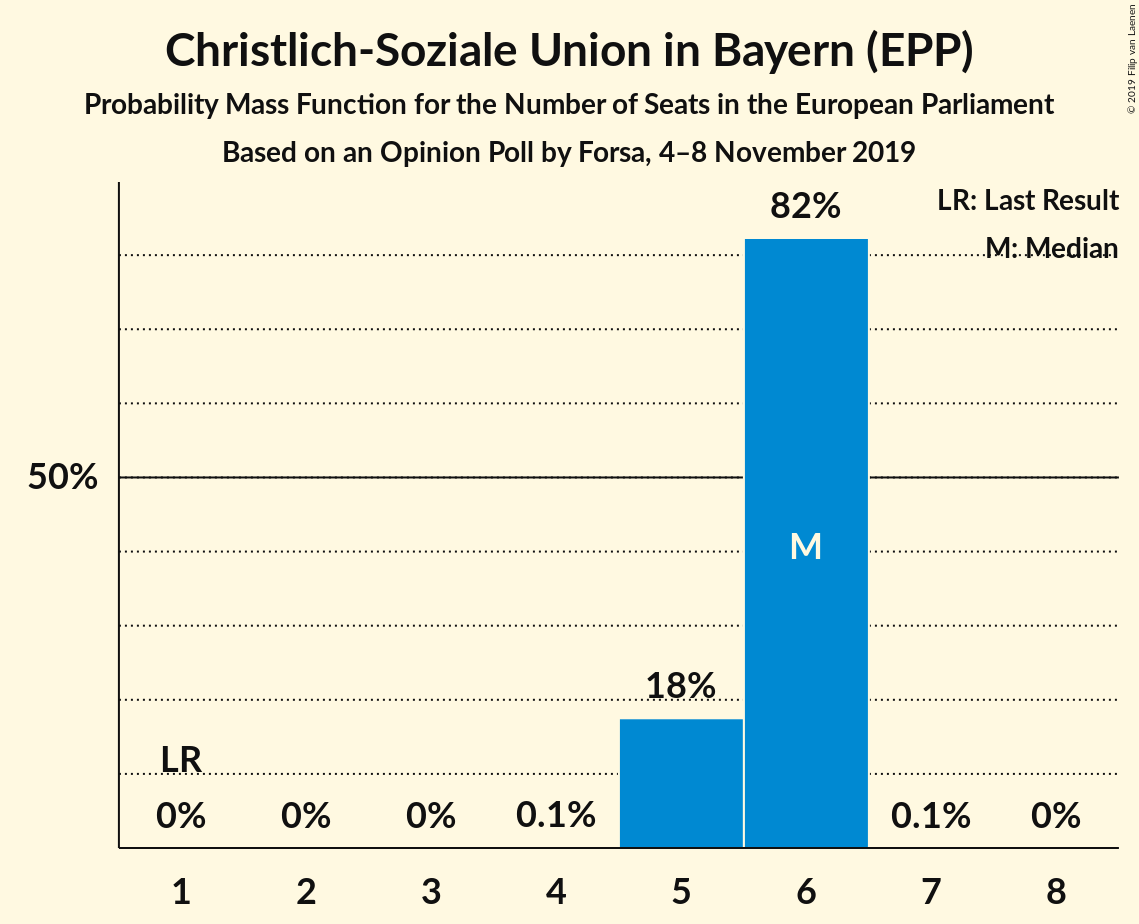 Christlich-Soziale Union in Bayern (EPP)
Probability Mass Function for the Number of Seats in the European Parliament
Based on an Opinion Poll by Forsa, 4–8 November 2019
© 2019 Filip van Laenen
LR: Last Result
M: Median
82%
50%
M
18%
LR
0% 0% 0% 0.1% 0.1% 0%
1 2 3 4 5 6 7 8